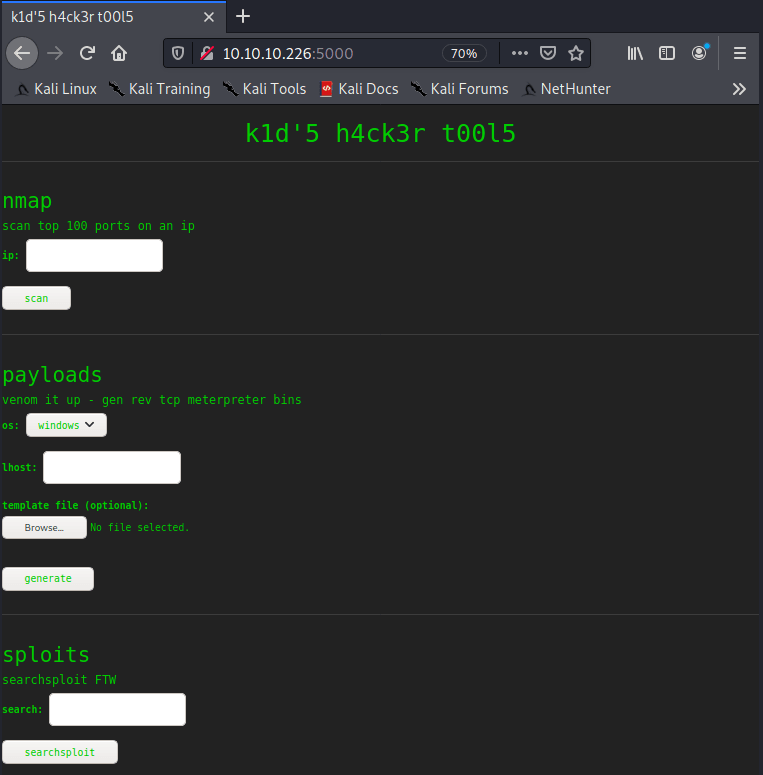 k1d'5 h4ck3r t00l5
10.10.10.226:5000 70%
Kali Linux Kali Training Kali Tools Kali Docs Kali Forums NetHunter
k1d'5 h4ck3r t00l5
nmap
scan top 100 ports on an ip
ip:
scan
payloads
venom it up - gen rev tcp meterpreter bins
os: windows
lhost:
template file (optional):
Browse... No file selected.
generate
sploits
searchsploit FTW
search:
searchsploit